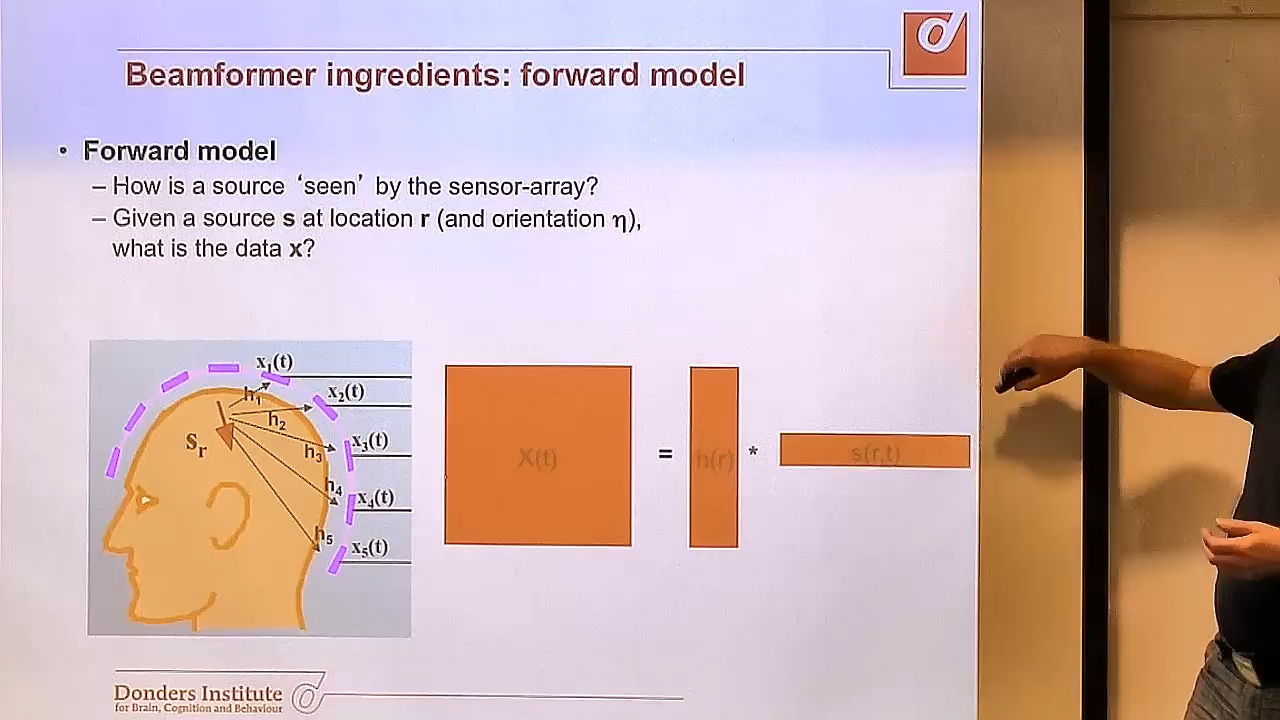 Beamformer ingredients: forward model
• Forward model
– How is a source ‘seen’ by the sensor-array?
– Given a source s at location r (and orientation η),
what is the data x?
x1(t)
h1
x2(t)
h2
Sr
x3(t)
h3
h4
x4(t)
h5
x5(t)
X(t) = h(r) * s(r,t)
Donders Institute
for Brain, Cognition and Behaviour